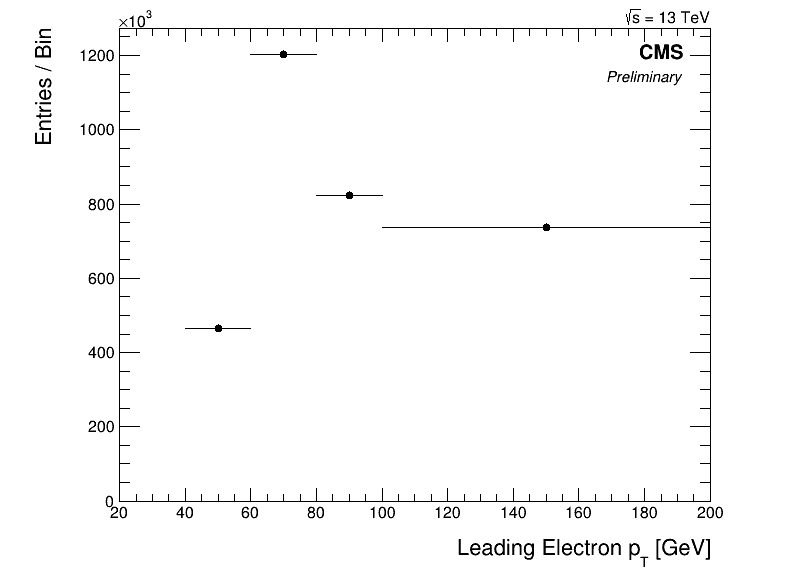 ×10³
√s = 13 TeV
CMS
Preliminary
Entries / Bin
1200
1000
800
600
400
200
0
20 40 60 80 100 120 140 160 180 200
Leading Electron p_T [GeV]